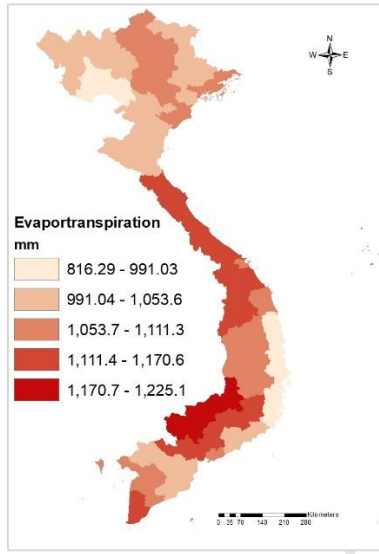 N
W E
S
Evaportranspiration
mm
816.29 - 991.03
991.04 - 1,053.6
1,053.7 - 1,111.3
1,111.4 - 1,170.6
1,170.7 - 1,225.1
Kilometers
0 35 70 140 210 280